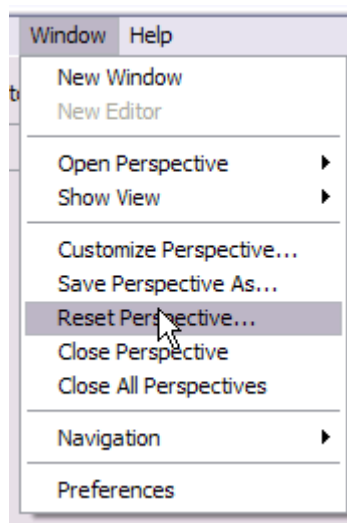 Window Help
New Window
New Editor
Open Perspective
Show View
Customize Perspective...
Save Perspective As...
Reset Perspective...
Close Perspective
Close All Perspectives
Navigation
Preferences